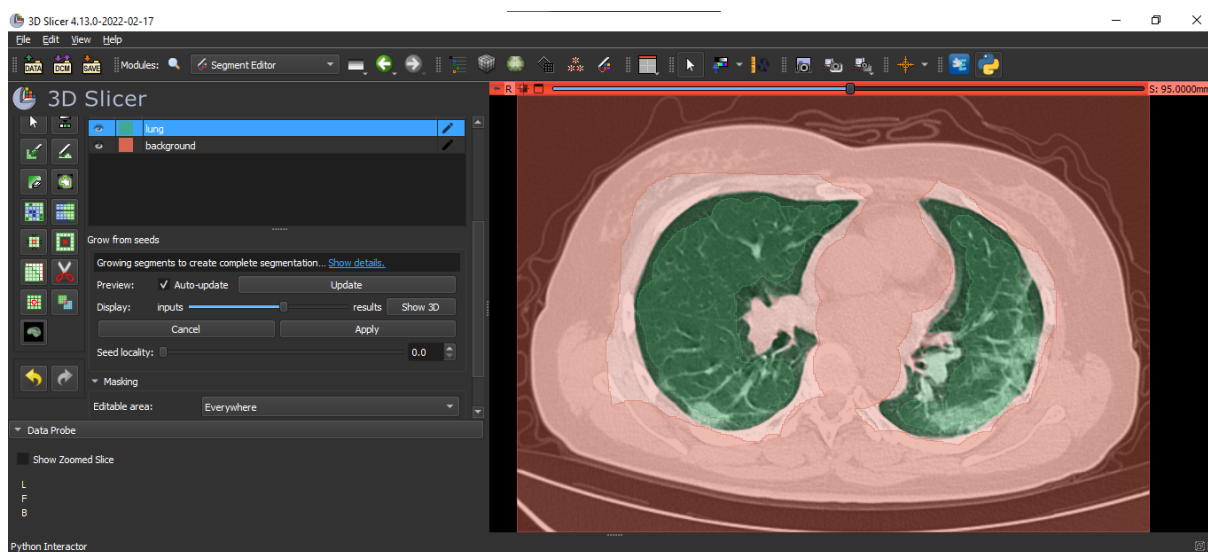 3D Slicer 4.13.0-2022-02-17
File Edit View Help
DATA DCM SAVE Modules: Segment Editor
3D Slicer
R S: 95.0000mm
lung
background
Grow from seeds
Growing segments to create complete segmentation... Show details.
Preview: Auto-update Update
Display: inputs results Show 3D
Cancel Apply
Seed locality: 0.0
Masking
Editable area: Everywhere
Data Probe
Show Zoomed Slice
L
F
B
Python Interactor